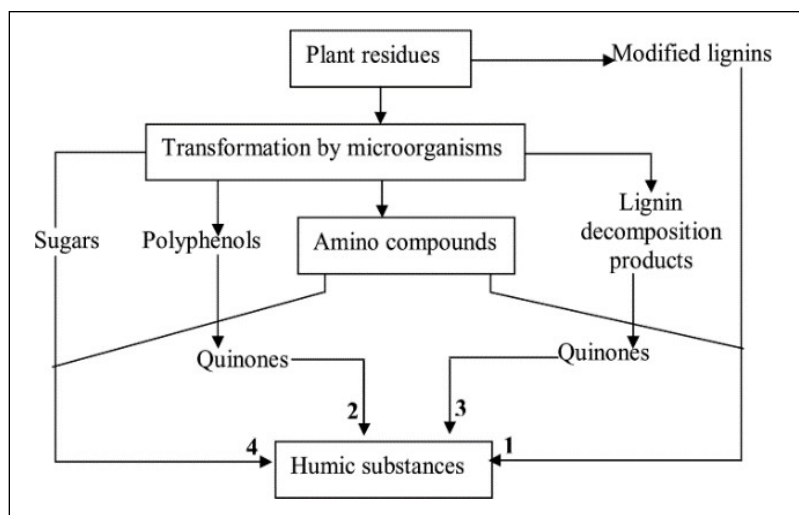 Plant residues
Modified lignins
Transformation by microorganisms
Sugars
Polyphenols
Amino compounds
Lignin
decomposition
products
Quinones
Quinones
2
3
4
1
Humic substances